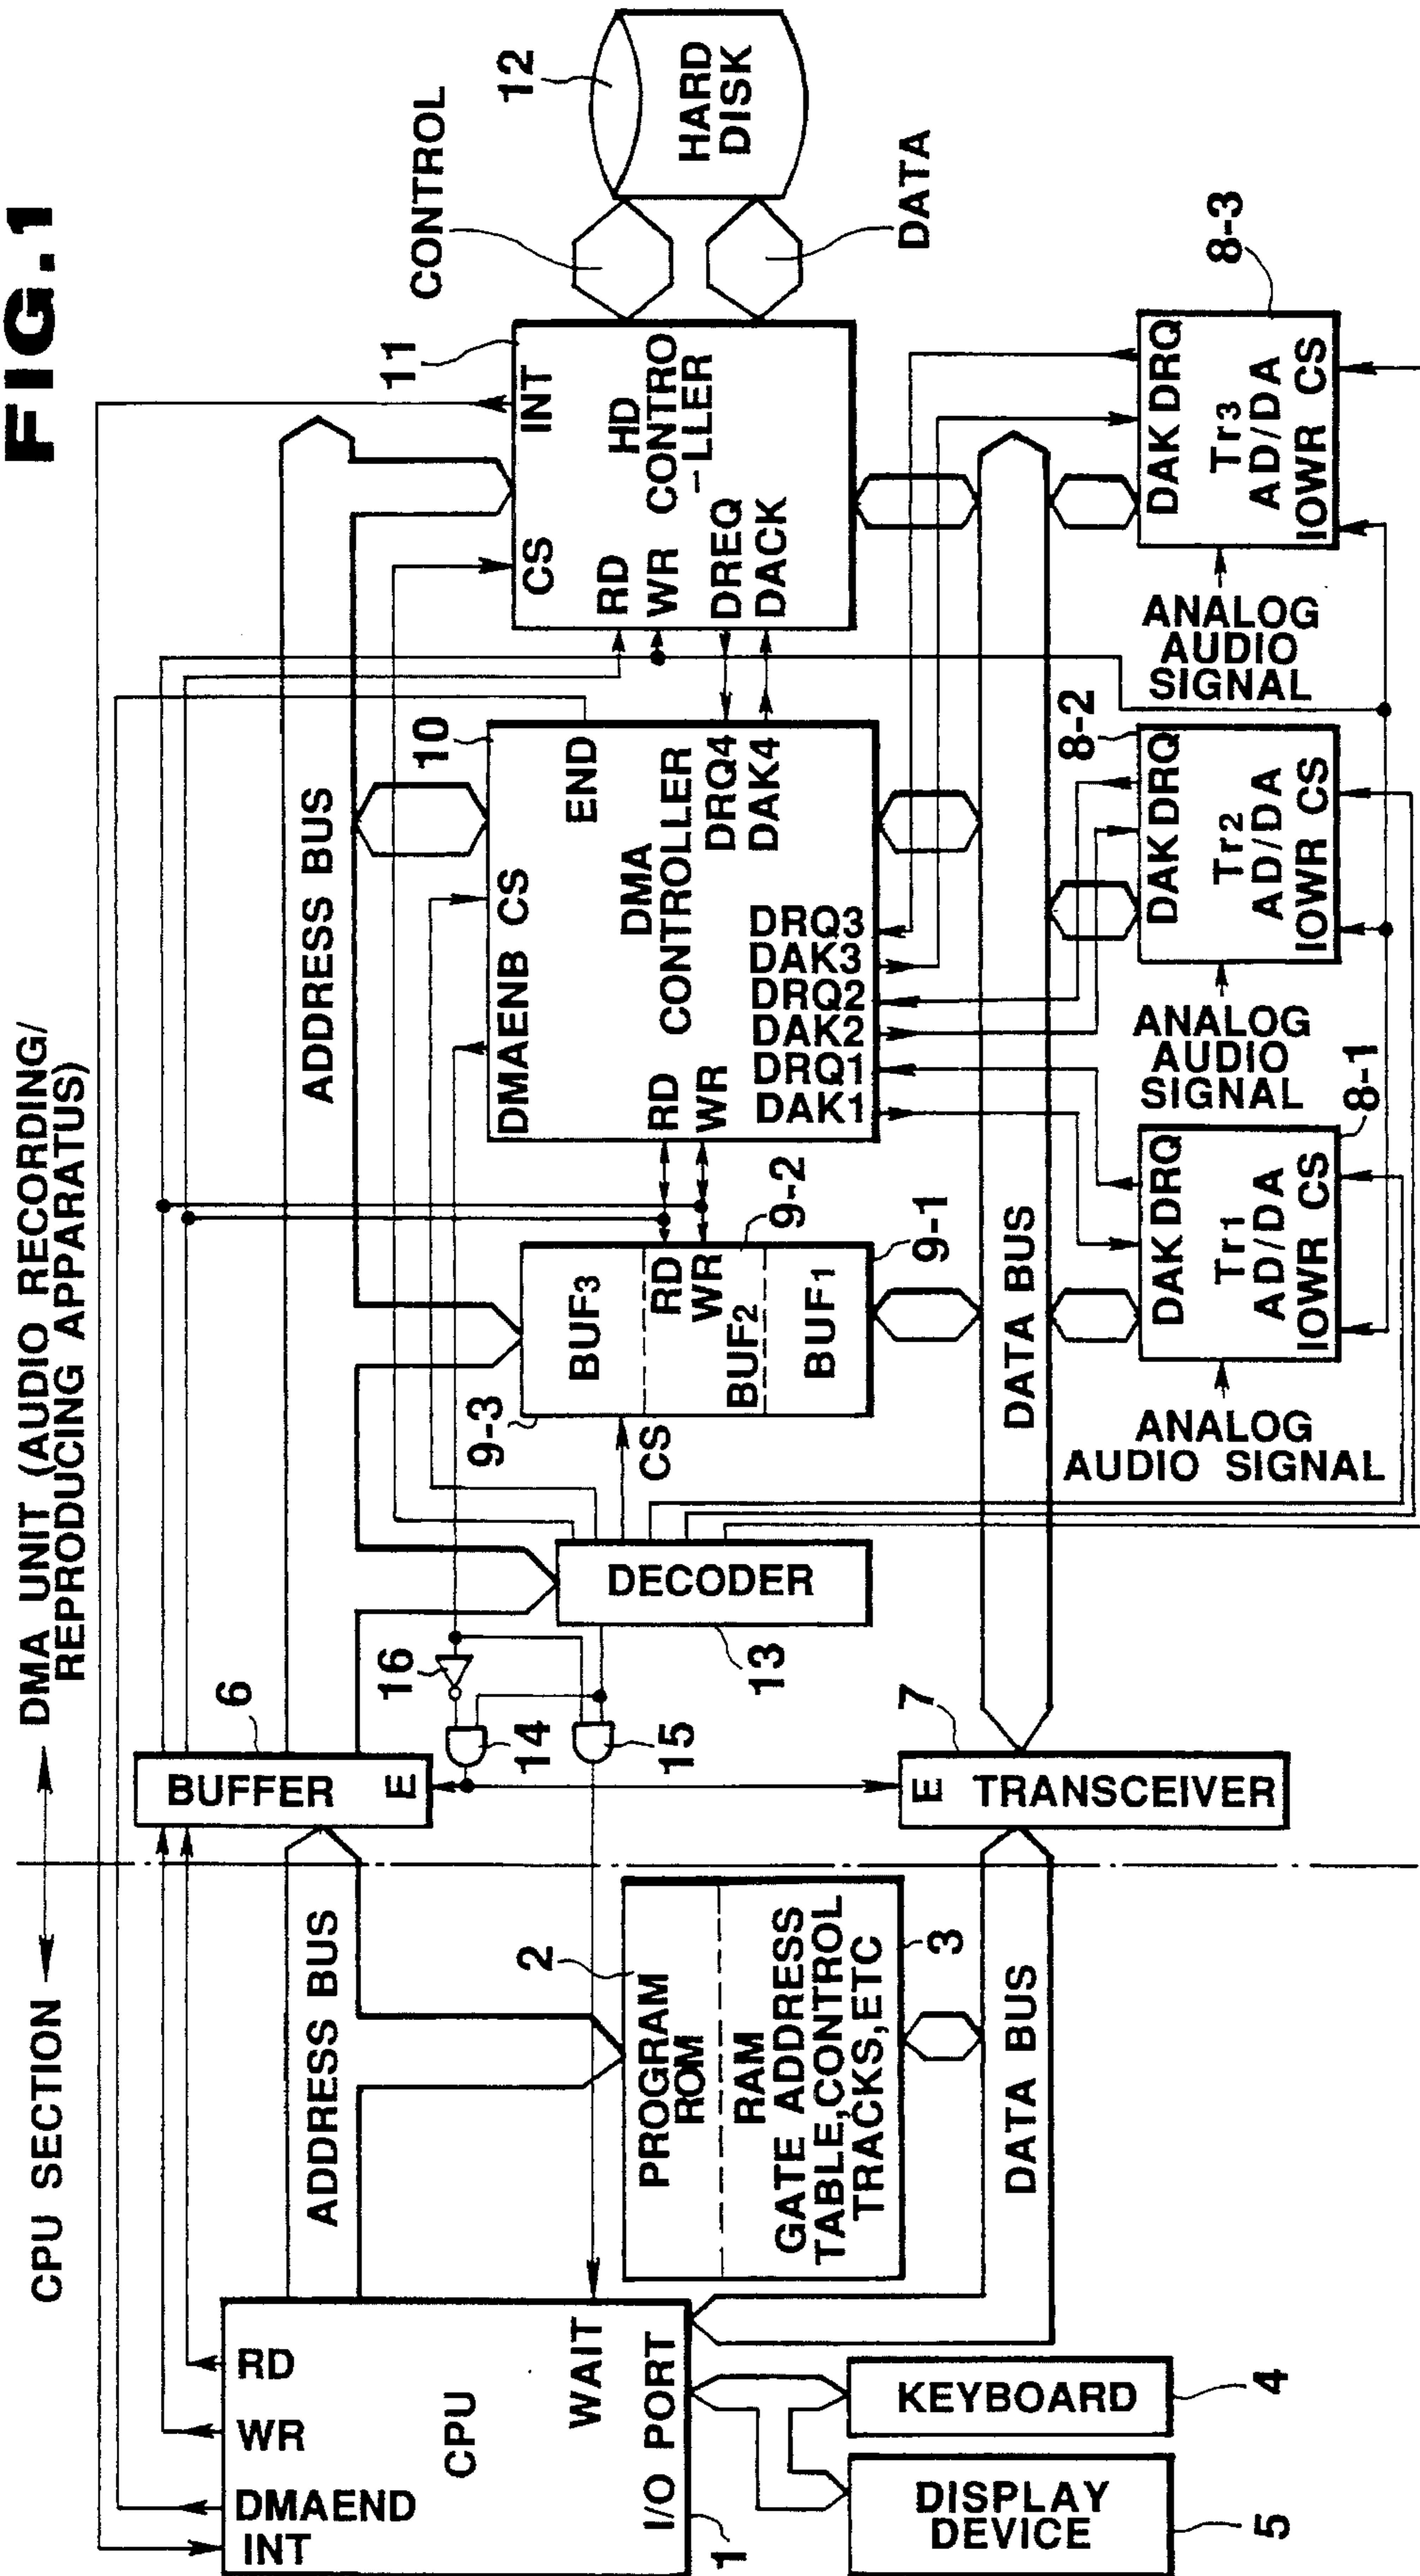 FIG.1
CPU SECTION
DMA UNIT (AUDIO RECORDING/
REPRODUCING APPARATUS)
INT
DMAEND
WR
RD
CPU
WAIT
I/O PORT
1
ADDRESS BUS
PROGRAM
ROM
2
RAM
GATE ADDRESS
TABLE,CONTROL
TRACKS,ETC
3
DATA BUS
KEYBOARD
4
DISPLAY
DEVICE
5
BUFFER
E
6
E
TRANSCEIVER
7
14
15
16
DECODER
13
ADDRESS BUS
DATA BUS
CS
9-3
BUF3
RD
WR
BUF2
9-2
BUF1
9-1
DMAENB
CS
END
10
DMA
CONTROLLER
RD
WR
DRQ4
DAK4
DAK1
DRQ1
DAK2
DRQ2
DAK3
DRQ3
CS
INT
11
RD
WR
HD
CONTRO
-LLER
DREQ
DACK
CONTROL
DATA
12
HARD
DISK
ANALOG
AUDIO SIGNAL
DAK
DRQ
Tr1
AD/DA
IOWR
CS
8-1
ANALOG
AUDIO
SIGNAL
DAK
DRQ
Tr2
AD/DA
IOWR
CS
8-2
ANALOG
AUDIO
SIGNAL
DAK
DRQ
Tr3
AD/DA
IOWR
CS
8-3